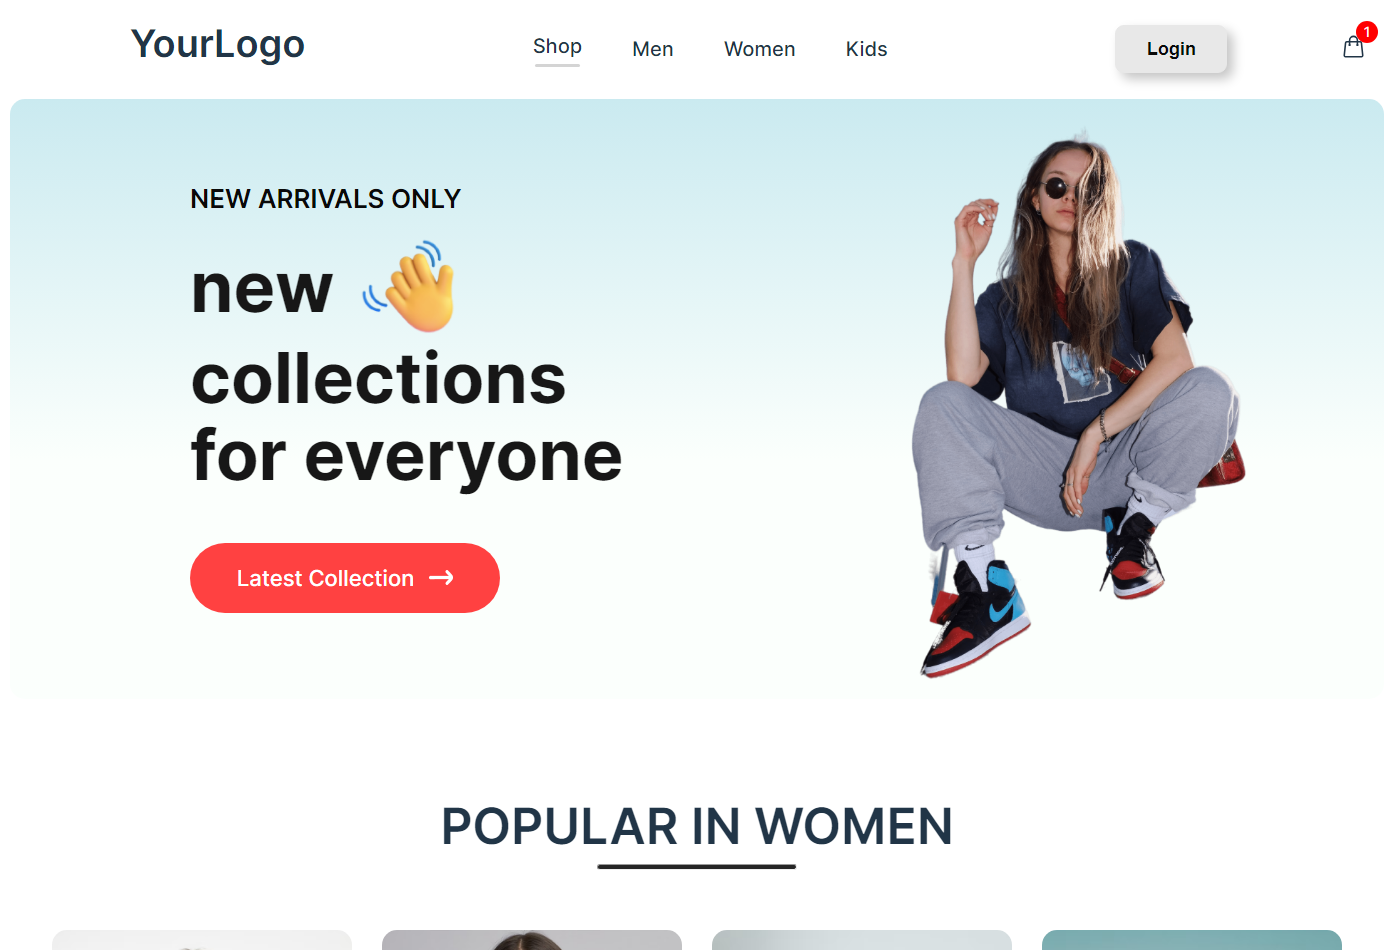 YourLogo
Shop Men Women Kids
Login
1
NEW ARRIVALS ONLY
new
collections
for everyone
Latest Collection
POPULAR IN WOMEN